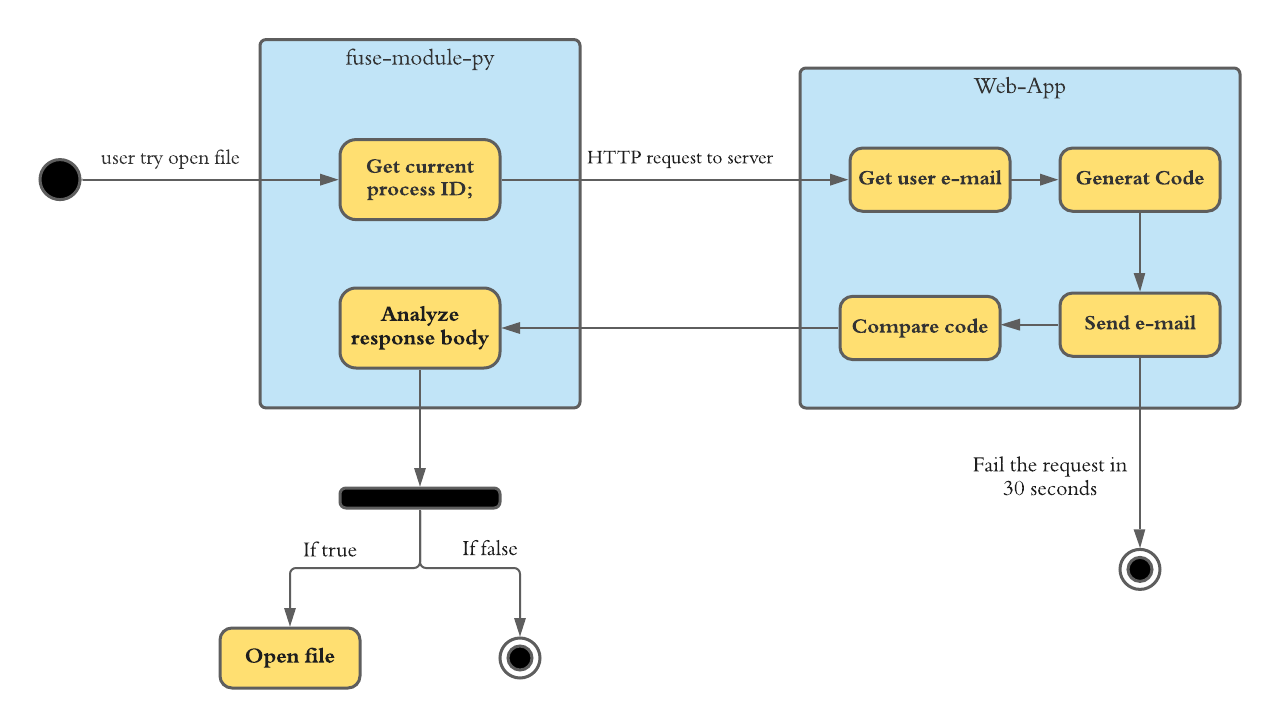 fuse-module-py
Web-App
user try open file
Get current
process ID;
HTTP request to server
Get user e-mail
Generat Code
Analyze
response body
Compare code
Send e-mail
Fail the request in
30 seconds
If true
If false
Open file